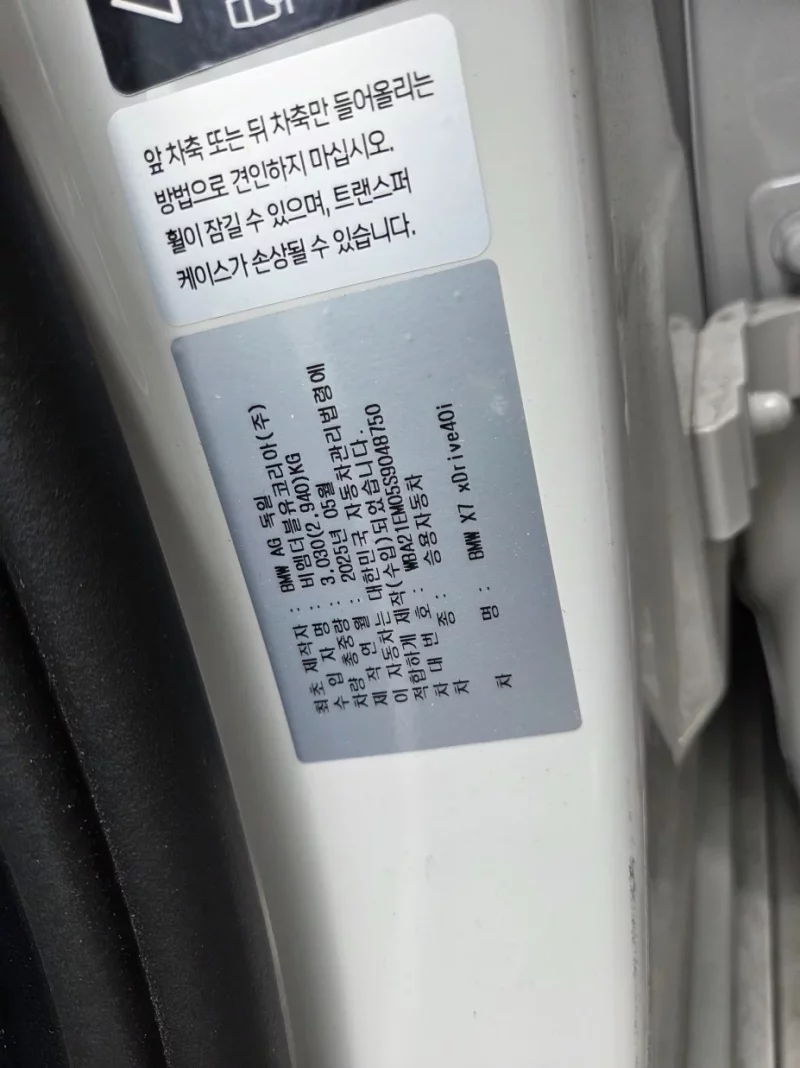 앞 차축 또는 뒤 차축만 들어올리는
방법으로 견인하지 마십시오.
휠이 잠길 수 있으며, 트랜스퍼
케이스가 손상될 수 있습니다.
최초 제작자 : BMW AG 독일
수 입 자 명 : 비엠더블유코리아(주)
차량 총중량 : 3,030(2,940)KG
제 작 연 월 : 2025년 05월
이 자동차는 대한민국 자동차관리법령에
적합하게 제작(수입)되었습니다.
차 대 번 호 : WBA21EM05S9048750
차 종 : 승용자동차
차 명 : BMW X7 xDrive40i